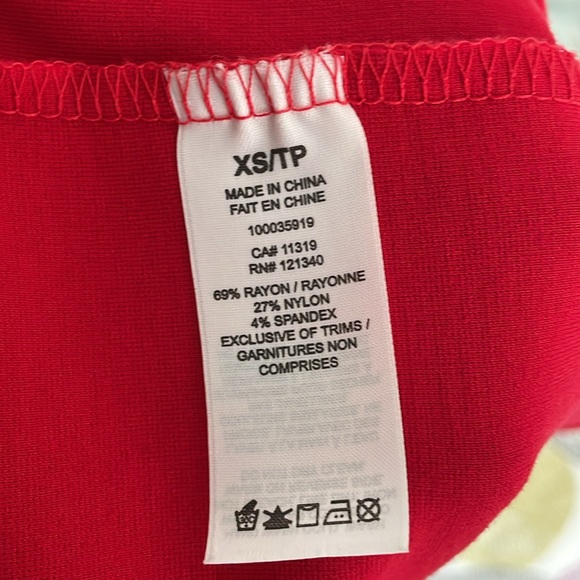 XS/TP
MADE IN CHINA
FAIT EN CHINE
100035919
CA# 11319
RN# 121340
69% RAYON / RAYONNE
27% NYLON
4% SPANDEX
EXCLUSIVE OF TRIMS /
GARNITURES NON
COMPRISES